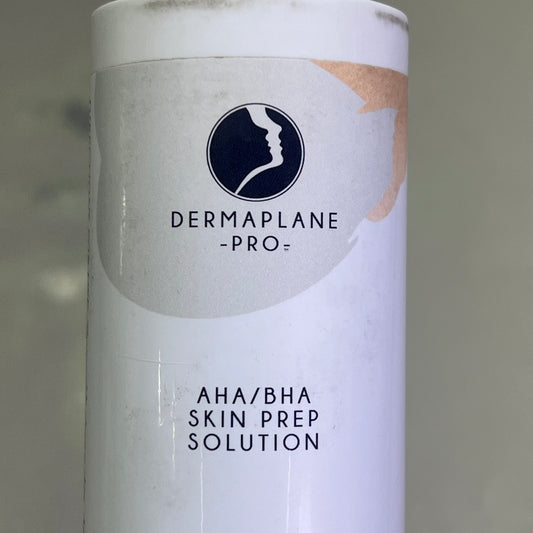 DERMAPLANE
-PRO-
AHA/BHA
SKIN PREP
SOLUTION